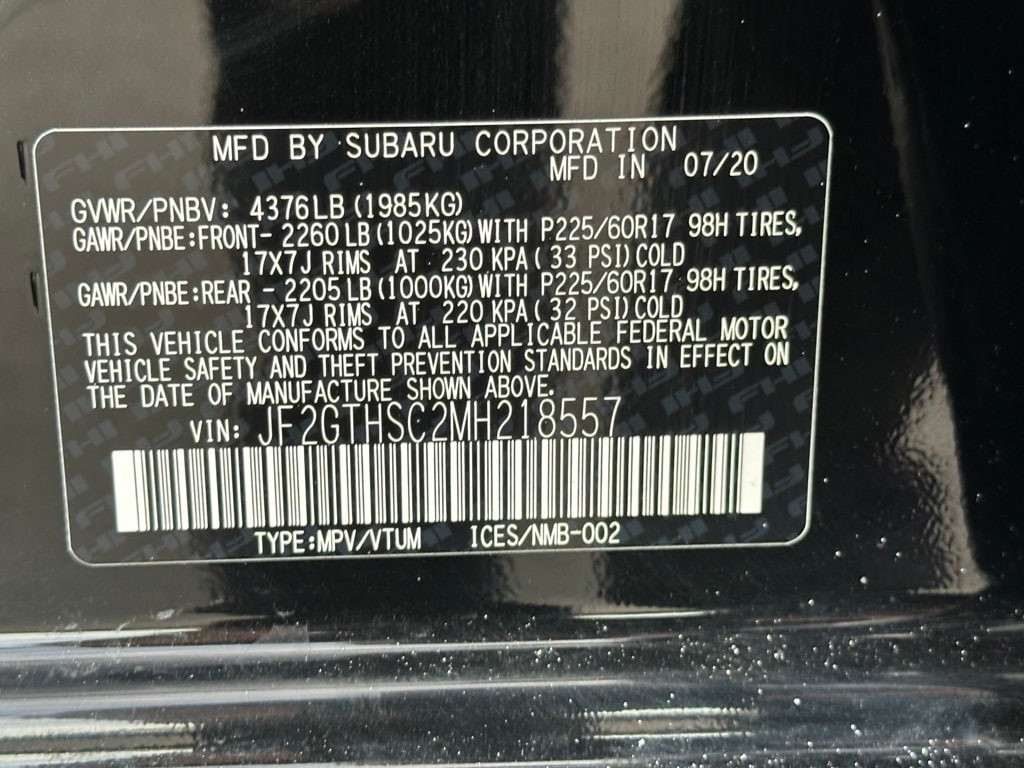 MFD BY SUBARU CORPORATION
MFD IN 07/20
GVWR/PNBV: 4376LB (1985KG)
GAWR/PNBE:FRONT- 2260 LB (1025KG) WITH P225/60R17 98H TIRES,
17X7J RIMS AT 230 KPA ( 33 PSI) COLD
GAWR/PNBE:REAR - 2205 LB (1000KG) WITH P225/60R17 98H TIRES,
17X7J RIMS AT 220 KPA ( 32 PSI) COLD
THIS VEHICLE CONFORMS TO ALL APPLICABLE FEDERAL MOTOR
VEHICLE SAFETY AND THEFT PREVENTION STANDARDS IN EFFECT ON
THE DATE OF MANUFACTURE SHOWN ABOVE.
VIN: JF2GTHSC2MH218557
TYPE:MPV/VTUM ICES/NMB-002